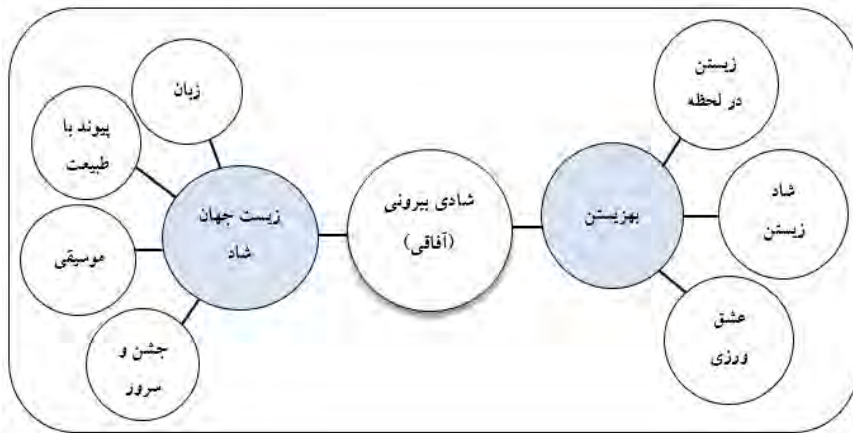 زیستن
در لحظه
شاد
زیستن
عشق
ورزی
بهزیستن
شادی بیرونی
(آفاقی)
زیست جهان
شاد
زبان
پیوند با
طبیعت
موسیقی
جشن و
سرور